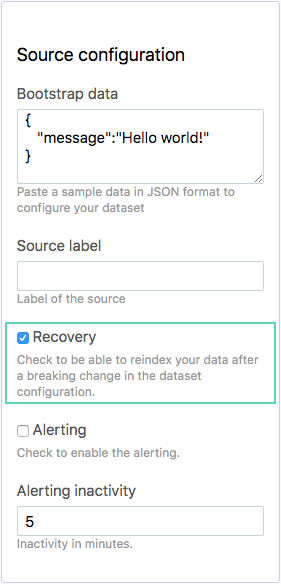 Source configuration
Bootstrap data
{
"message":"Hello world!"
}
Paste a sample data in JSON format to
configure your dataset
Source label
Label of the source
Recovery
Check to be able to reindex your data after
a breaking change in the dataset
configuration.
Alerting
Check to enable the alerting.
Alerting inactivity
5
Inactivity in minutes.